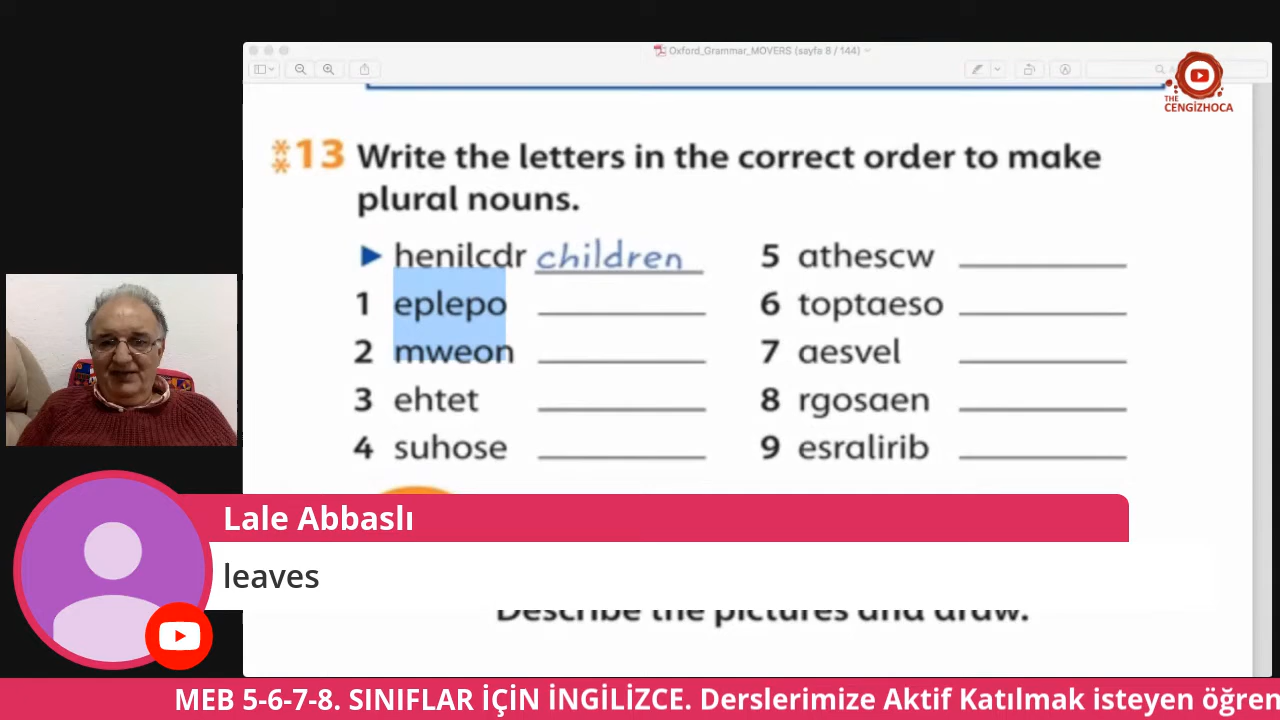 Oxford_Grammar_MOVERS (sayfa 8 / 144)
THE
CENGİZHOCA
13 Write the letters in the correct order to make
plural nouns.
henilcdr children
1 eplepo
2 mweon
3 ehtet
4 suhose
5 athescw
6 toptaeso
7 aesvel
8 rgosaen
9 esralirib
Lale Abbaslı
leaves
Describe the pictures and draw.
MEB 5-6-7-8. SINIFLAR İÇİN İNGİLİZCE. Derslerimize Aktif Katılmak isteyen öğren